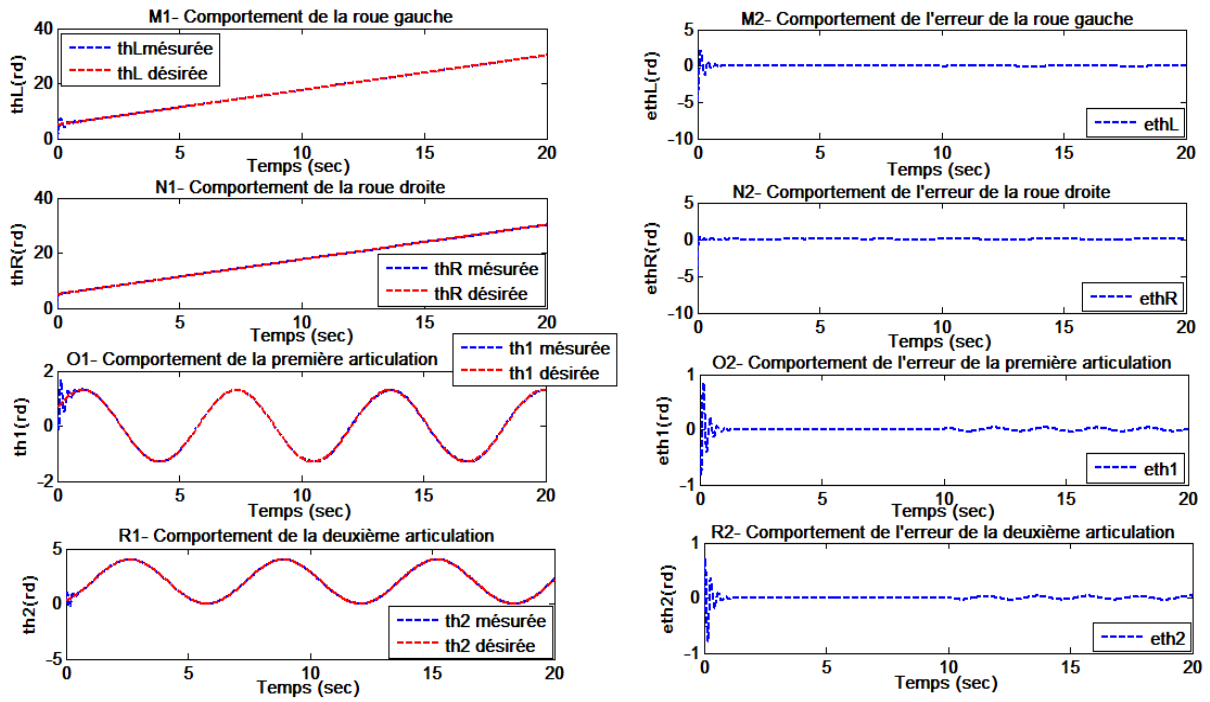 M1- Comportement de la roue gauche
thL(rd)
40
20
0
thLmésurée
thL désirée
0 5 10 15 20
Temps (sec)
M2- Comportement de l'erreur de la roue gauche
ethL(rd)
5
0
−5
−10
ethL
0 5 10 15 20
Temps (sec)
N1- Comportement de la roue droite
thR(rd)
40
20
0
thR mésurée
thR désirée
0 5 10 15 20
Temps (sec)
N2- Comportement de l'erreur de la roue droite
ethR(rd)
5
0
−5
−10
ethR
0 5 10 15 20
Temps (sec)
O1- Comportement de la première articulation
th1(rd)
2
0
−2
th1 mésurée
th1 désirée
0 5 10 15 20
Temps (sec)
O2- Comportement de l'erreur de la première articulation
eth1(rd)
1
0
−1
eth1
0 5 10 15 20
Temps (sec)
R1- Comportement de la deuxième articulation
th2(rd)
5
0
−5
th2 mésurée
th2 désirée
0 5 10 15 20
Temps (sec)
R2- Comportement de l'erreur de la deuxième articulation
eth2(rd)
1
0
−1
eth2
0 5 10 15 20
Temps (sec)